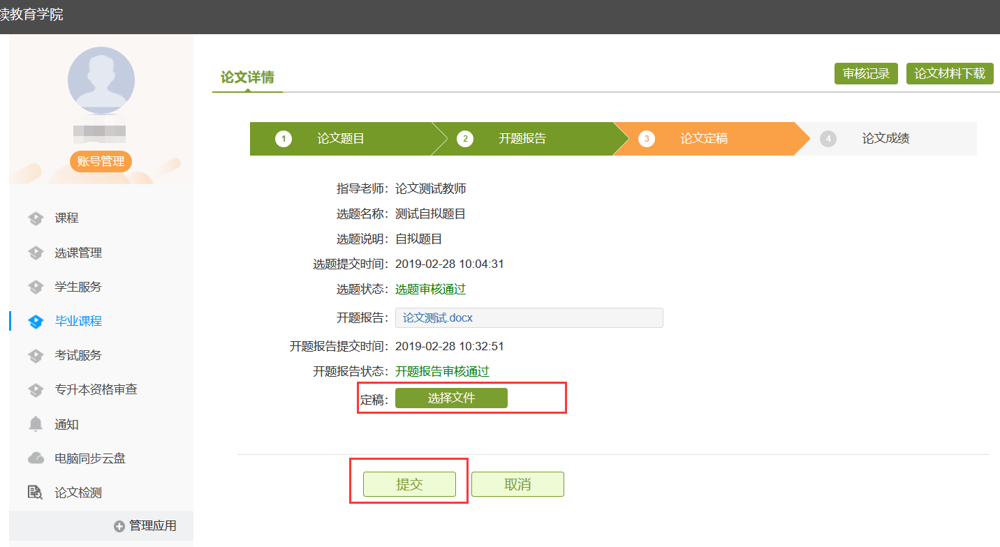 续教育学院
账号管理
课程
选课管理
学生服务
毕业课程
考试服务
专升本资格审查
通知
电脑同步云盘
论文检测
管理应用
论文详情
审核记录
论文材料下载
1 论文题目
2 开题报告
3 论文定稿
4 论文成绩
指导老师：论文测试教师
选题名称：测试自拟题目
选题说明：自拟题目
选题提交时间：2019-02-28 10:04:31
选题状态：选题审核通过
开题报告：论文测试.docx
开题报告提交时间：2019-02-28 10:32:51
开题报告状态：开题报告审核通过
定稿：选择文件
提交
取消